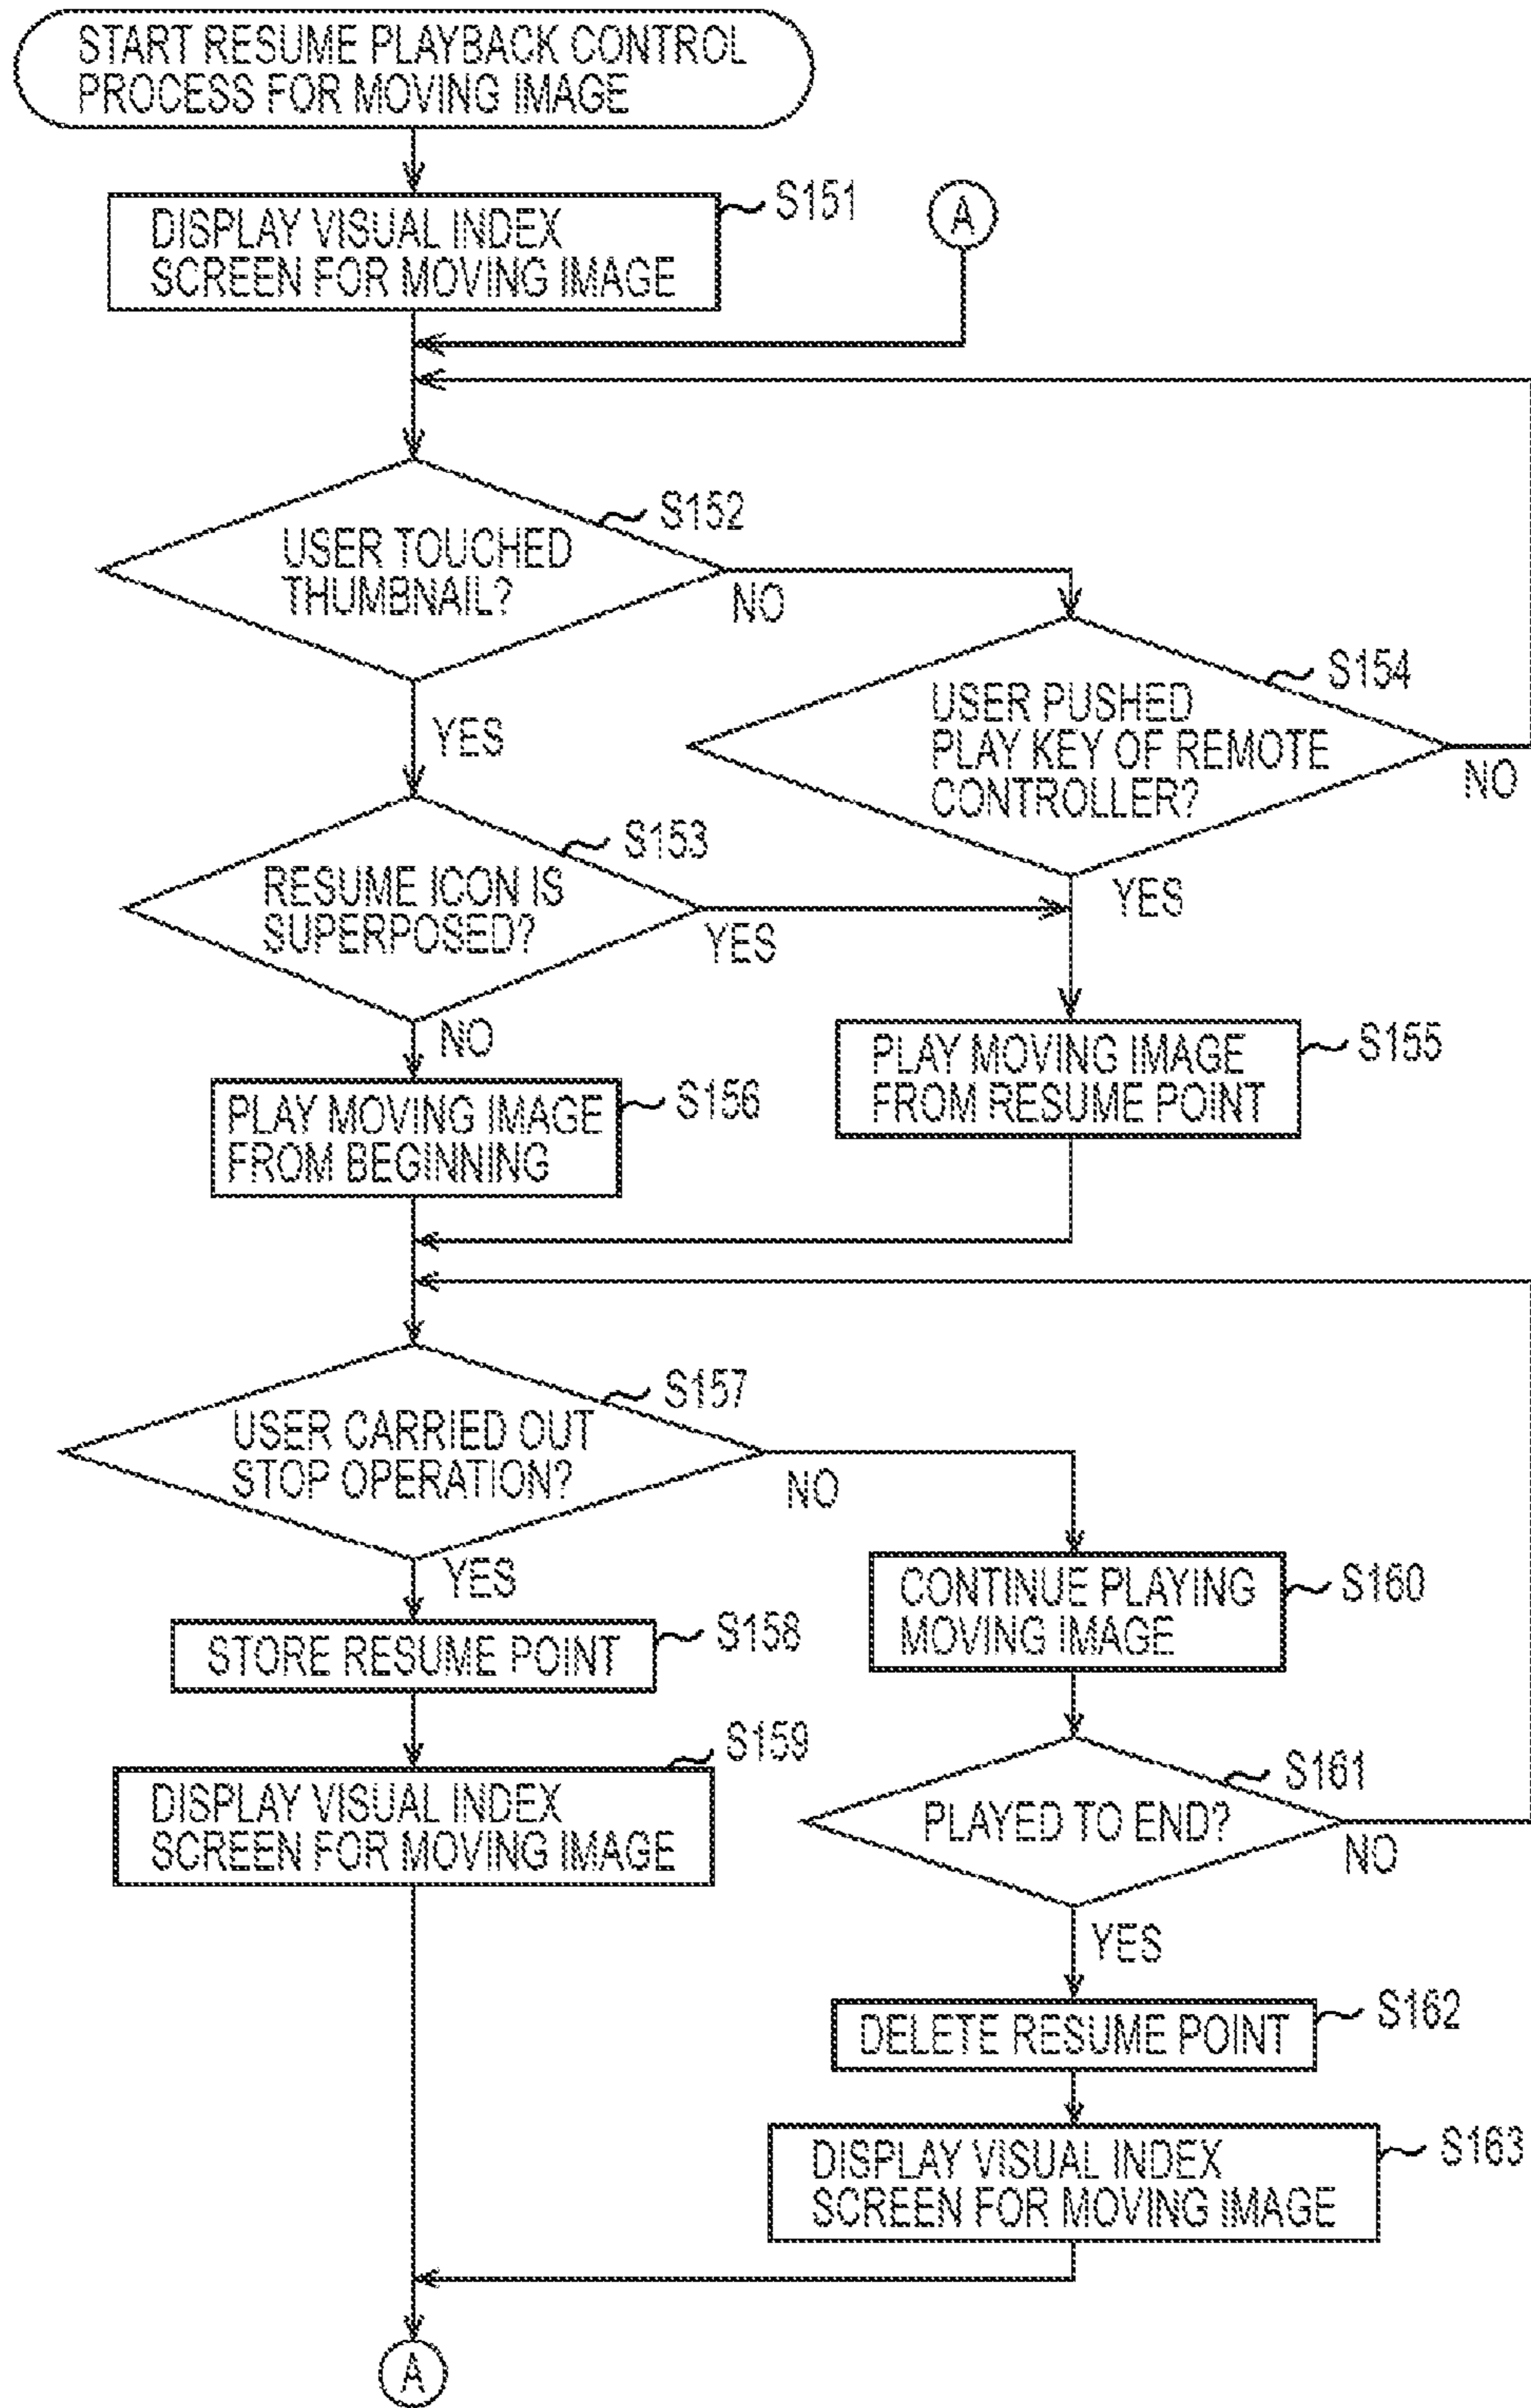 START RESUME PLAYBACK CONTROL
PROCESS FOR MOVING IMAGE
S151
A
DISPLAY VISUAL INDEX
SCREEN FOR MOVING IMAGE
S152
USER TOUCHED
THUMBNAIL?
NO
YES
S154
USER PUSHED
PLAY KEY OF REMOTE
CONTROLLER?
NO
YES
S153
RESUME ICON IS
SUPERPOSED?
YES
NO
S155
PLAY MOVING IMAGE
FROM RESUME POINT
S156
PLAY MOVING IMAGE
FROM BEGINNING
S157
USER CARRIED OUT
STOP OPERATION?
NO
YES
S158
STORE RESUME POINT
S159
DISPLAY VISUAL INDEX
SCREEN FOR MOVING IMAGE
S160
CONTINUE PLAYING
MOVING IMAGE
S161
PLAYED TO END?
NO
YES
S162
DELETE RESUME POINT
S163
DISPLAY VISUAL INDEX
SCREEN FOR MOVING IMAGE
A